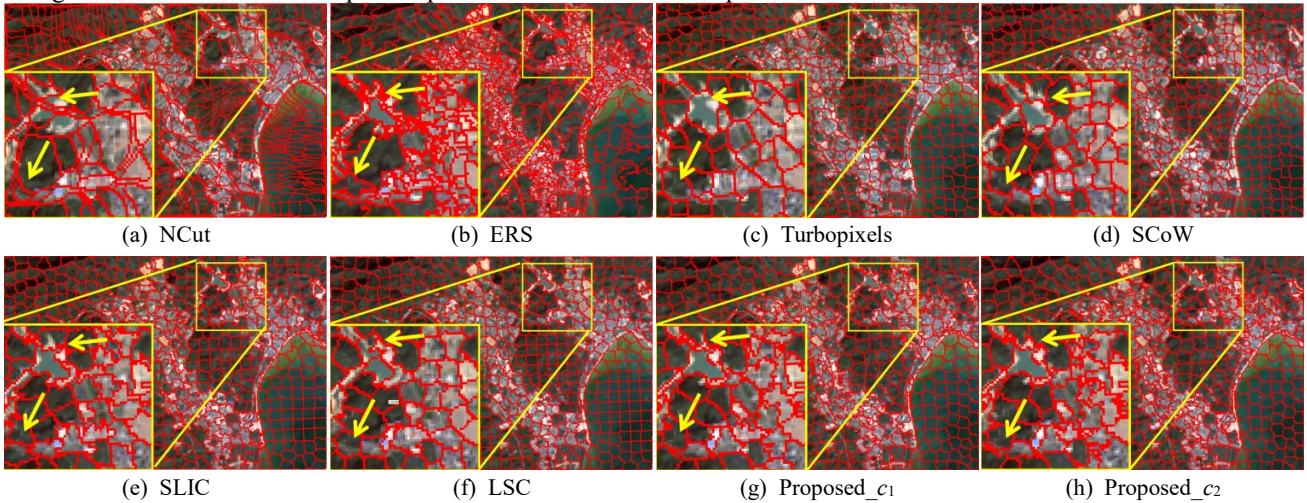 (a) NCut
(b) ERS
(c) Turbopixels
(d) SCoW
(e) SLIC
(f) LSC
(g) Proposed_c₁
(h) Proposed_c₂